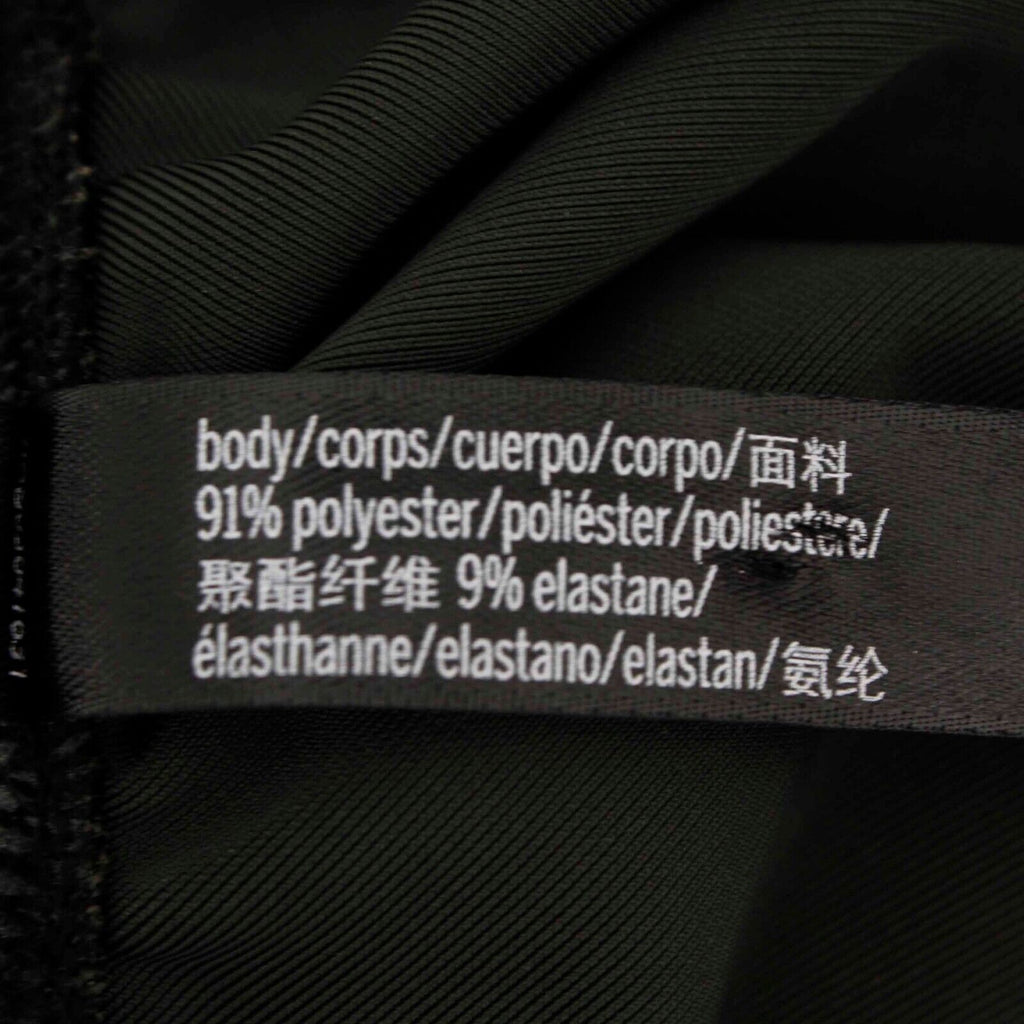 body/corps/cuerpo/corpo/面料
91% polyester/poliéster/poliestere/
聚酯纤维 9% elastane/
élasthanne/elastano/elastan/氨纶